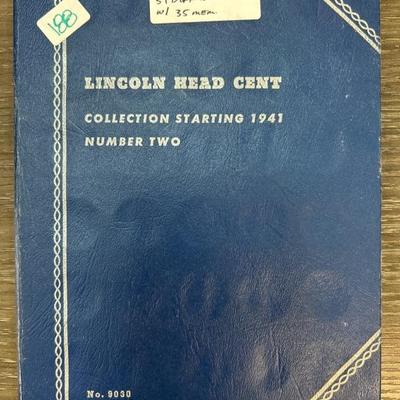 188
w/ 35 mem.
LINCOLN HEAD CENT
COLLECTION STARTING 1941
NUMBER TWO
No. 9030